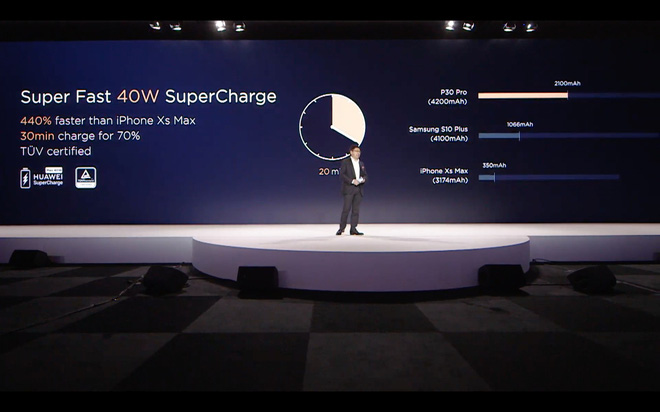 Super Fast 40W SuperCharge
440% faster than iPhone Xs Max
30min charge for 70%
TÜV certified
HUAWEI
SuperCharge
20 m
P30 Pro
(4200mAh)
2100mAh
Samsung S10 Plus
(4100mAh)
1066mAh
iPhone Xs Max
(3174mAh)
350mAh